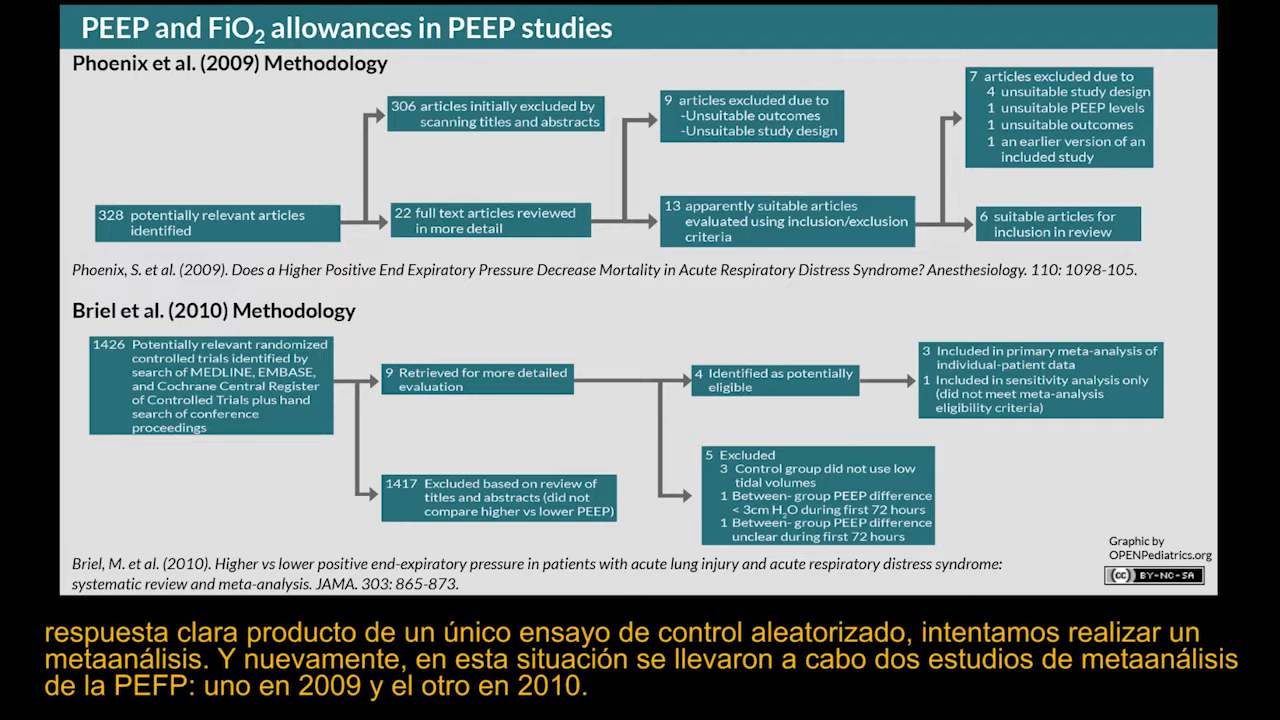 PEEP and FiO2 allowances in PEEP studies
Phoenix et al. (2009) Methodology
306 articles initially excluded by
scanning titles and abstracts
9 articles excluded due to
-Unsuitable outcomes
-Unsuitable study design
7 articles excluded due to
4 unsuitable study design
1 unsuitable PEEP levels
1 unsuitable outcomes
1 an earlier version of an
included study
328 potentially relevant articles
identified
22 full text articles reviewed
in more detail
13 apparently suitable articles
evaluated using inclusion/exclusion
criteria
6 suitable articles for
inclusion in review
Phoenix, S. et al. (2009). Does a Higher Positive End Expiratory Pressure Decrease Mortality in Acute Respiratory Distress Syndrome? Anesthesiology. 110: 1098-105.
Briel et al. (2010) Methodology
1426 Potentially relevant randomized
controlled trials identified by
search of MEDLINE, EMBASE,
and Cochrane Central Register
of Controlled Trials plus hand
search of conference
proceedings
9 Retrieved for more detailed
evaluation
4 Identified as potentially
eligible
3 Included in primary meta-analysis of
individual-patient data
1 Included in sensitivity analysis only
(did not meet meta-analysis
eligibility criteria)
1417 Excluded based on review of
titles and abstracts (did not
compare higher vs lower PEEP)
5 Excluded
3 Control group did not use low
tidal volumes
1 Between- group PEEP difference
< 3cm H2O during first 72 hours
1 Between- group PEEP difference
unclear during first 72 hours
Graphic by
OPENPediatrics.org
cc BY-NC-SA
Briel, M. et al. (2010). Higher vs lower positive end-expiratory pressure in patients with acute lung injury and acute respiratory distress syndrome:
systematic review and meta-analysis. JAMA. 303: 865-873.
respuesta clara producto de un único ensayo de control aleatorizado, intentamos realizar un
metaanálisis. Y nuevamente, en esta situación se llevaron a cabo dos estudios de metaanálisis
de la PEFP: uno en 2009 y el otro en 2010.